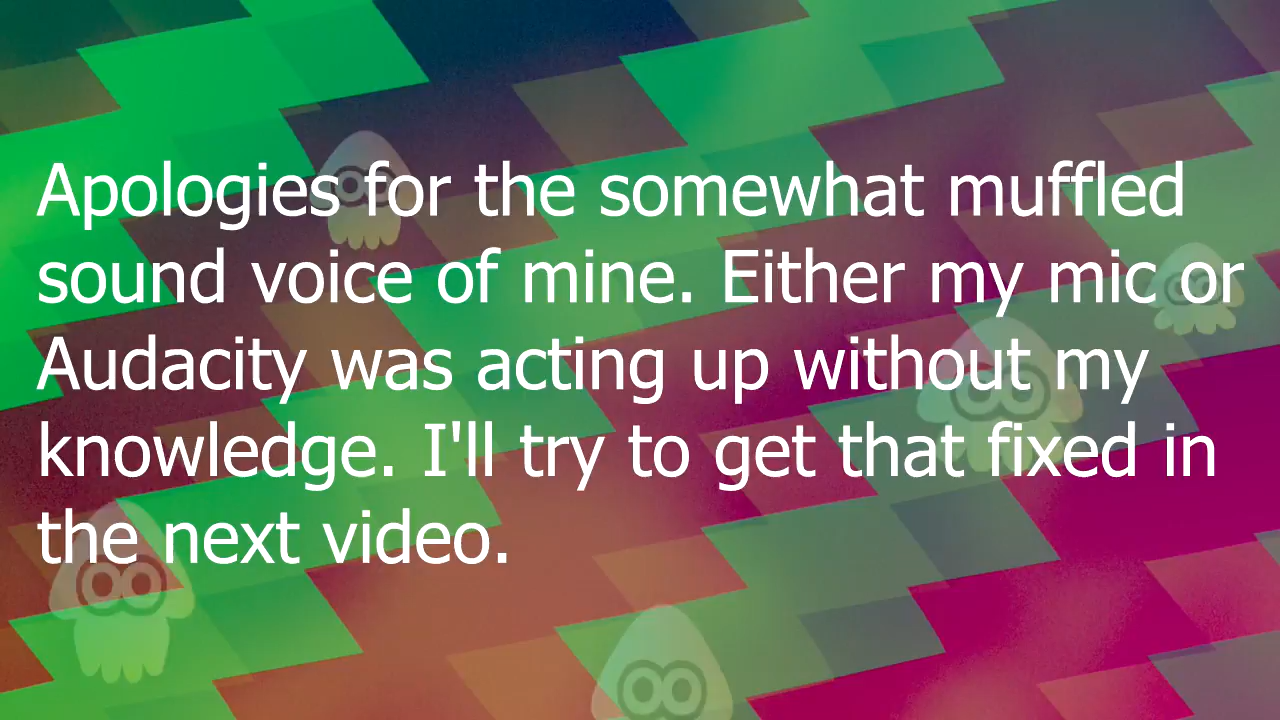 Apologies for the somewhat muffled
sound voice of mine. Either my mic or
Audacity was acting up without my
knowledge. I'll try to get that fixed in
the next video.